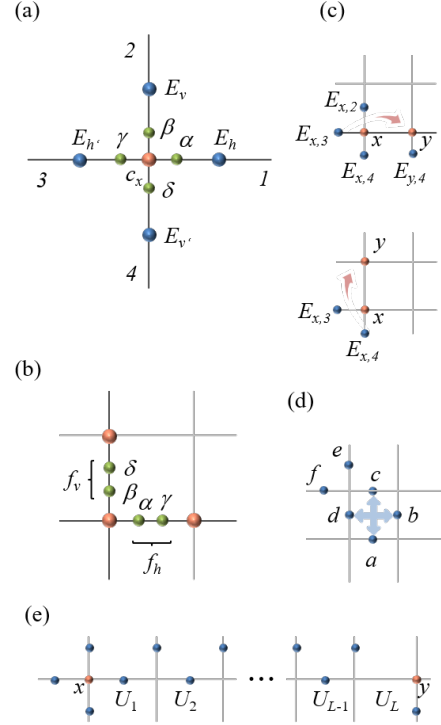 (a)
2
E_v
β
E_h' γ α E_h
3 c_x 1
δ
E_v'
4
(b)
f_v { δ
β α γ
f_h
(c)
E_x,2
E_x,3 x y
E_x,4 E_y,4
y
E_x,3 x
E_x,4
(d)
e
f c
d b
a
(e)
x U_1 U_2 ••• U_L-1 U_L y